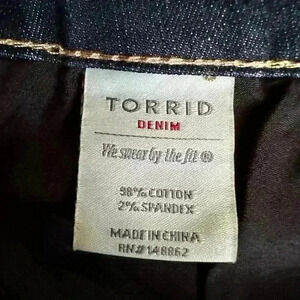 TORRID
DENIM
We swear by the fit ®
98% COTTON
2% SPANDEX
MADE IN CHINA
RN# 148862